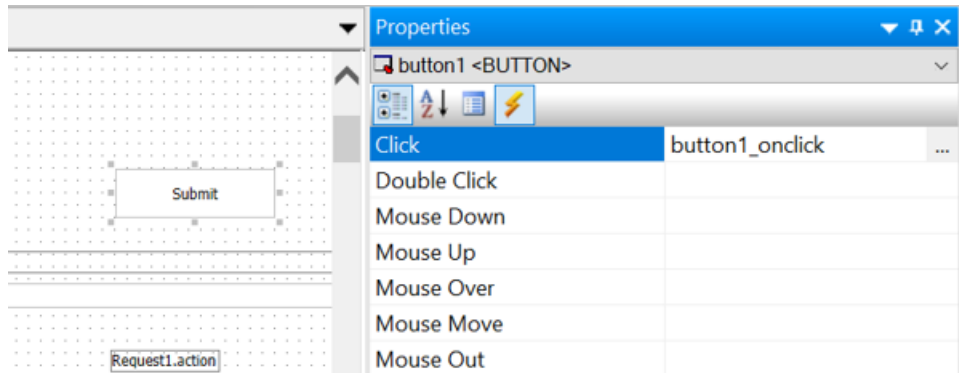 Properties
button1 <BUTTON>
A
Z
Click button1_onclick ...
Double Click
Submit
Mouse Down
Mouse Up
Mouse Over
Mouse Move
Mouse Out
Request1.action